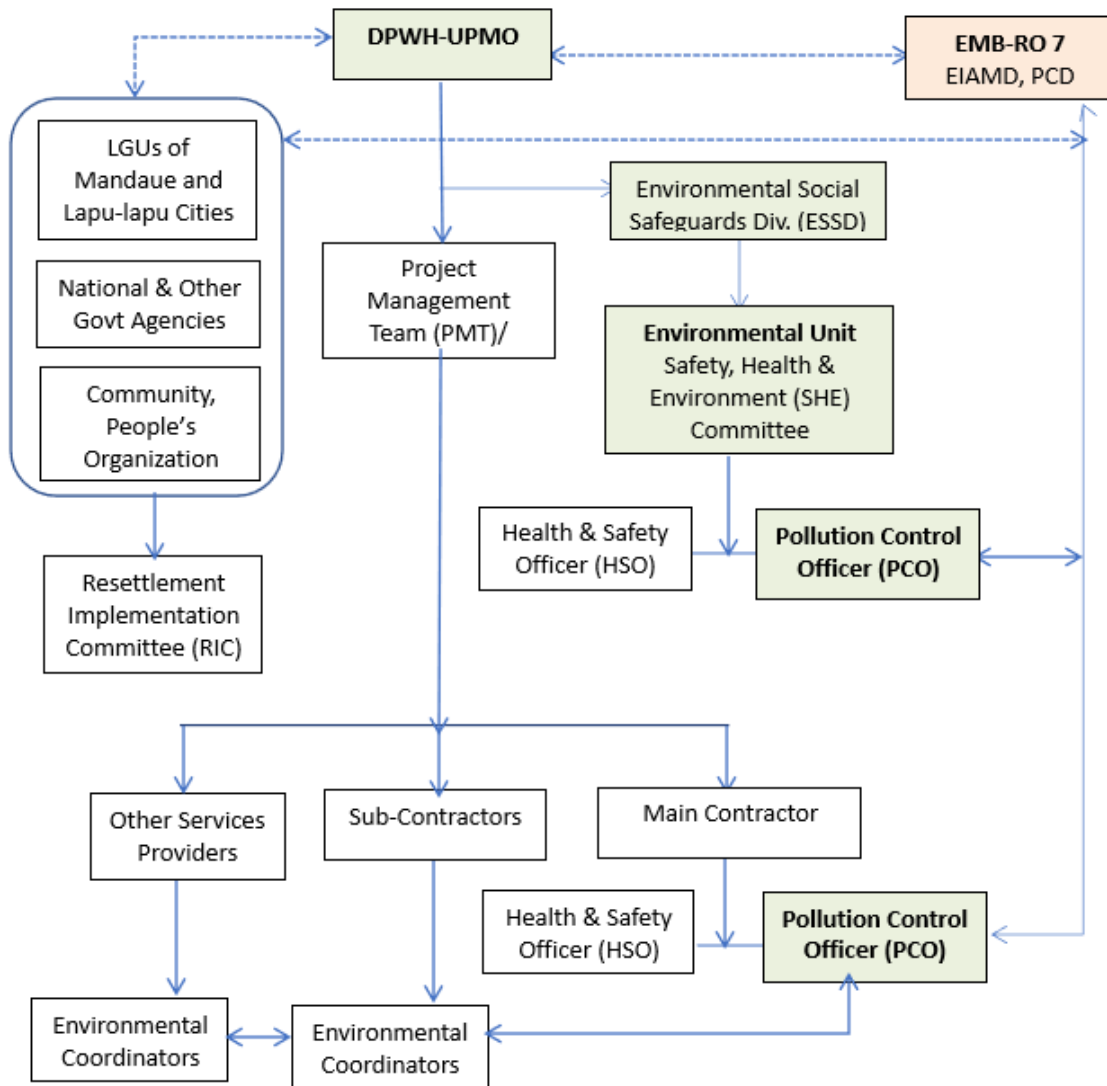 DPWH-UPMO
EMB-RO 7
EIAMD, PCD
LGUs of
Mandaue and
Lapu-lapu Cities
National & Other
Govt Agencies
Community,
People's
Organization
Resettlement
Implementation
Committee (RIC)
Environmental Social
Safeguards Div. (ESSD)
Project
Management
Team (PMT)/
Environmental Unit
Safety, Health &
Environment (SHE)
Committee
Health & Safety
Officer (HSO)
Pollution Control
Officer (PCO)
Other Services
Providers
Sub-Contractors
Main Contractor
Health & Safety
Officer (HSO)
Pollution Control
Officer (PCO)
Environmental
Coordinators
Environmental
Coordinators